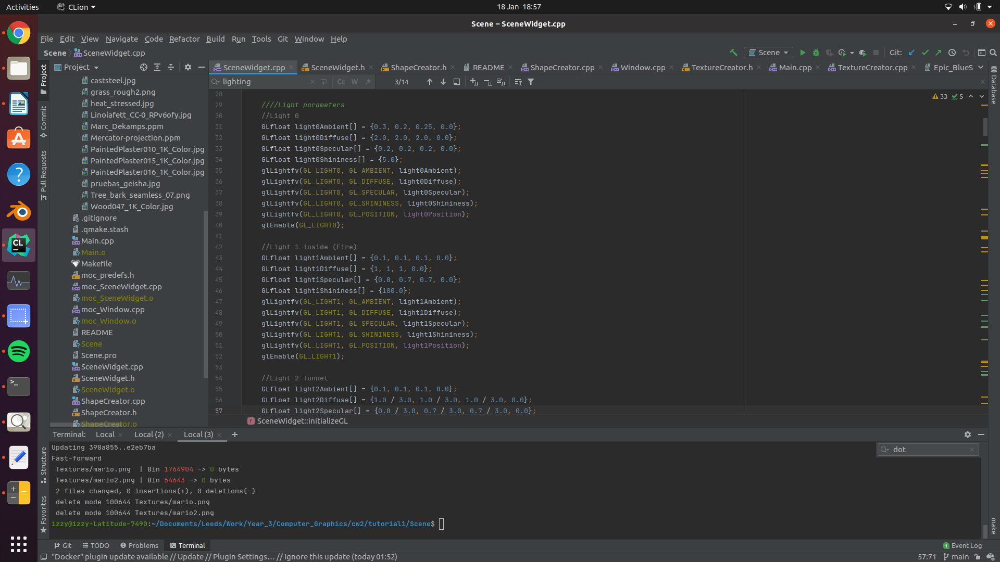 Activities
CLion
18 Jan 18:57
Scene – SceneWidget.cpp
File Edit View Navigate Code Refactor Build Run Tools Git Window Help
Scene
SceneWidget.cpp
Scene
Git:
Project
SceneWidget.cpp
SceneWidget.h
ShapeCreator.h
README
ShapeCreator.cpp
Window.cpp
TextureCreator.h
Main.cpp
TextureCreator.cpp
Epic_BlueS
lighting
Cc W .*
3/14
33
5
Project
Commit
Pull Requests
Structure
Favorites
Database
make
caststeel.jpg
grass_rough2.png
heat_stressed.jpg
Linolafett_CC-0_RPv6ofy.jpg
Marc_Dekamps.ppm
Mercator-projection.ppm
PaintedPlaster010_1K_Color.jpg
PaintedPlaster015_1K_Color.jpg
PaintedPlaster016_1K_Color.jpg
pruebas_geisha.jpg
Tree_bark_seamless_07.png
Wood047_1K_Color.jpg
.gitignore
.qmake.stash
Main.cpp
Main.o
Makefile
moc_predefs.h
moc_SceneWidget.cpp
moc_SceneWidget.o
moc_Window.cpp
moc_Window.o
README
Scene
Scene.pro
SceneWidget.cpp
SceneWidget.h
SceneWidget.o
ShapeCreator.cpp
ShapeCreator.h
ShapeCreator.o
28
29 ////Light parameters
30 //Light 0
31 GLfloat light0Ambient[] = {0.3, 0.2, 0.25, 0.0};
32 GLfloat light0Diffuse[] = {2.0, 2.0, 2.0, 0.0};
33 GLfloat light0Specular[] = {0.2, 0.2, 0.2, 0.0};
34 GLfloat light0Shininess[] = {5.0};
35 glLightfv(GL_LIGHT0, GL_AMBIENT, light0Ambient);
36 glLightfv(GL_LIGHT0, GL_DIFFUSE, light0Diffuse);
37 glLightfv(GL_LIGHT0, GL_SPECULAR, light0Specular);
38 glLightfv(GL_LIGHT0, GL_SHININESS, light0Shininess);
39 glLightfv(GL_LIGHT0, GL_POSITION, light0Position);
40 glEnable(GL_LIGHT0);
41
42 //Light 1 inside (Fire)
43 GLfloat light1Ambient[] = {0.1, 0.1, 0.1, 0.0};
44 GLfloat light1Diffuse[] = {1, 1, 1, 0.0};
45 GLfloat light1Specular[] = {0.8, 0.7, 0.7, 0.0};
46 GLfloat light1Shininess[] = {100.0};
47 glLightfv(GL_LIGHT1, GL_AMBIENT, light1Ambient);
48 glLightfv(GL_LIGHT1, GL_DIFFUSE, light1Diffuse);
49 glLightfv(GL_LIGHT1, GL_SPECULAR, light1Specular);
50 glLightfv(GL_LIGHT1, GL_SHININESS, light1Shininess);
51 glLightfv(GL_LIGHT1, GL_POSITION, light1Position);
52 glEnable(GL_LIGHT1);
53
54 //Light 2 Tunnel
55 GLfloat light2Ambient[] = {0.1, 0.1, 0.1, 0.0};
56 GLfloat light2Diffuse[] = {1.0 / 3.0, 1.0 / 3.0, 1.0 / 3.0, 0.0};
57 GLfloat light2Specular[] = {0.8 / 3.0, 0.7 / 3.0, 0.7 / 3.0, 0.0};
f SceneWidget::initializeGL
Terminal: Local Local (2) Local (3)
dot
Updating 398a855..e2eb7ba
Fast-forward
Textures/mario.png | Bin 1764904 -> 0 bytes
Textures/mario2.png | Bin 54643 -> 0 bytes
2 files changed, 0 insertions(+), 0 deletions(-)
delete mode 100644 Textures/mario.png
delete mode 100644 Textures/mario2.png
izzy@izzy-Latitude-7490:~/Documents/Leeds/Work/Year_3/Computer_Graphics/cw2/tutorial1/Scene$
Git TODO Problems Terminal
1 Event Log
"Docker" plugin update available // Update // Plugin Settings... // Ignore this update (today 01:52)
57:71 main